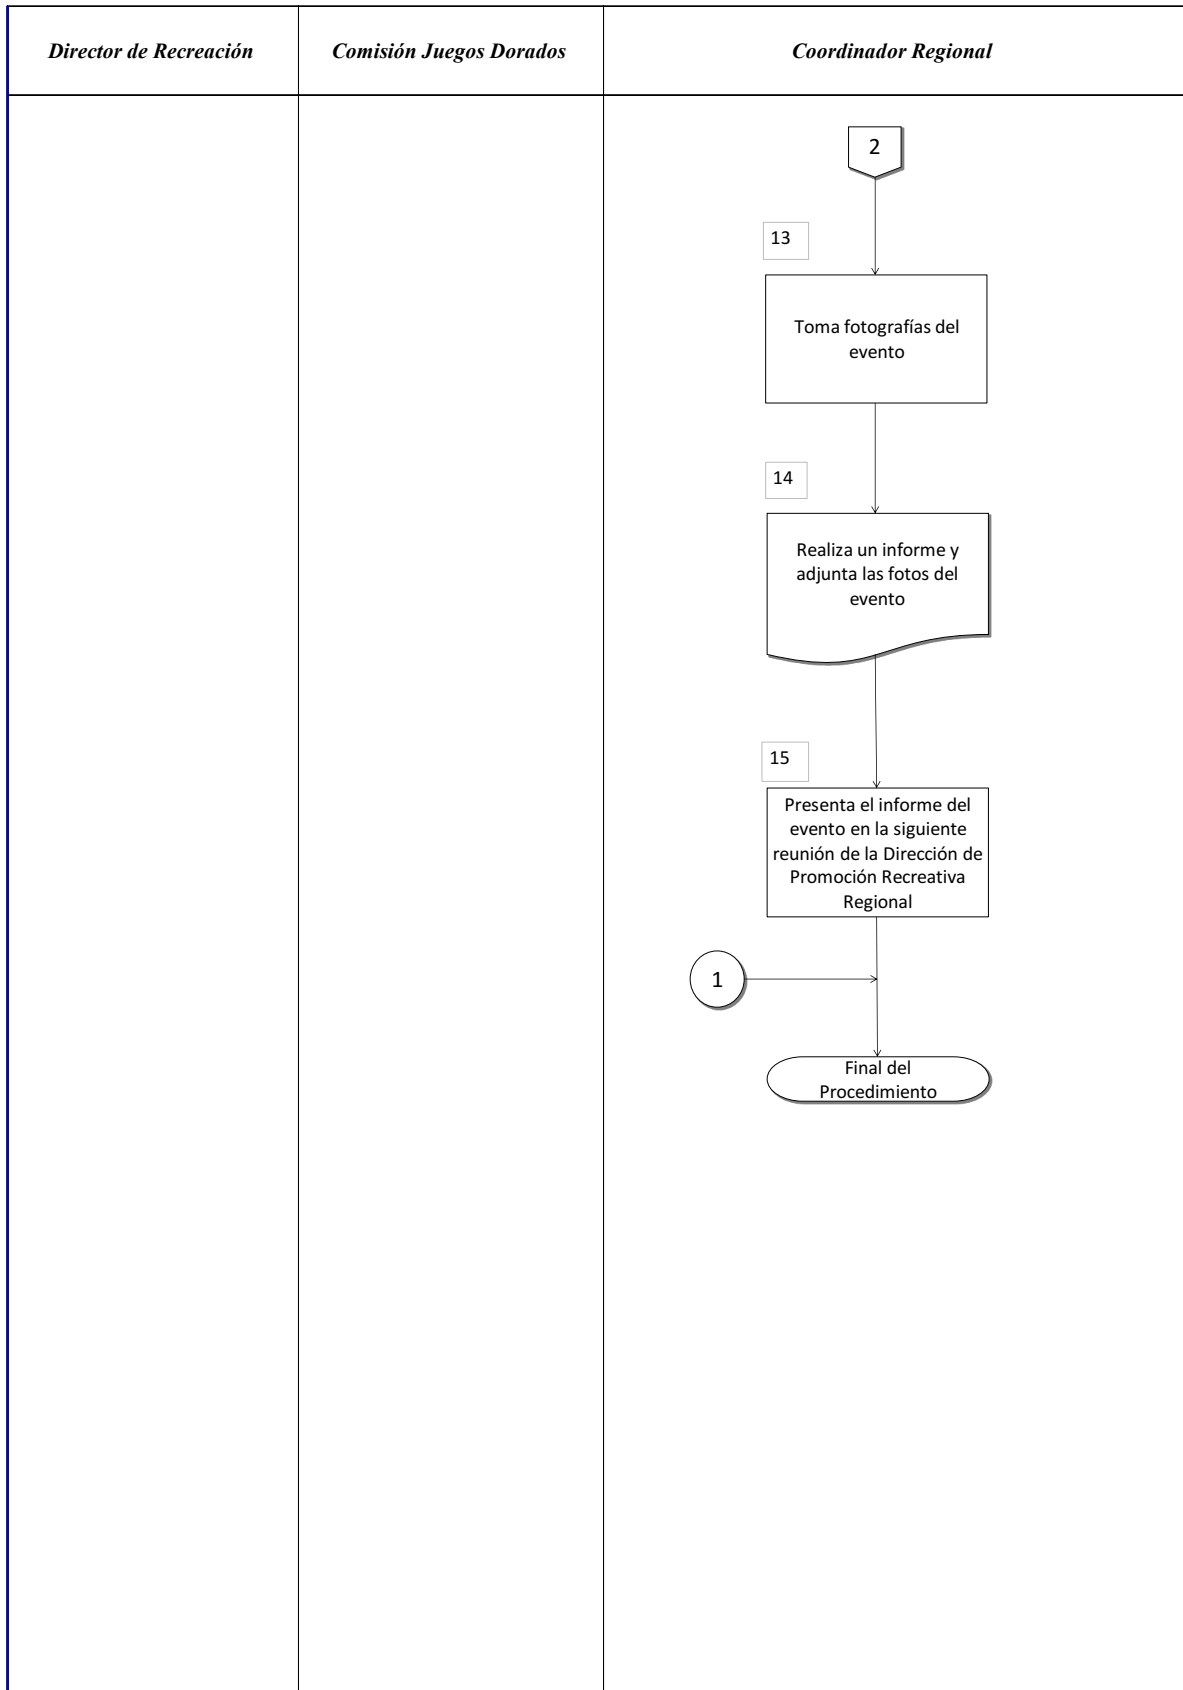 Director de Recreación
Comisión Juegos Dorados
Coordinador Regional
2
13
Toma fotografías del
evento
14
Realiza un informe y
adjunta las fotos del
evento
15
Presenta el informe del
evento en la siguiente
reunión de la Dirección de
Promoción Recreativa
Regional
1
Final del
Procedimiento